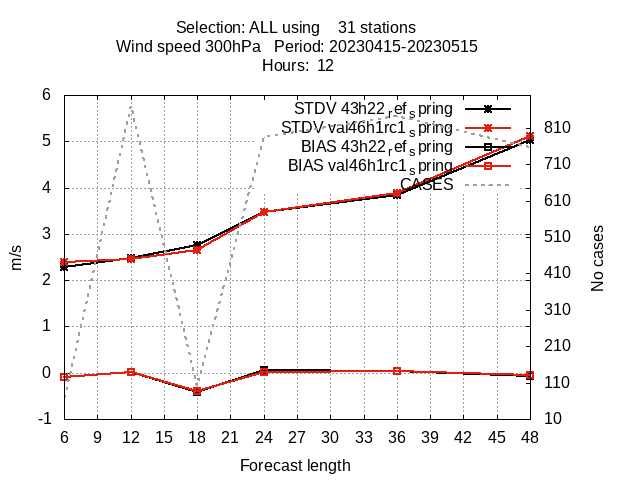 Selection: ALL using    31 stations
Wind speed 300hPa   Period: 20230415-20230515
Hours:  12
STDV 43h22_ref_spring
STDV val46h1rc1_spring
BIAS 43h22_ref_spring
BIAS val46h1rc1_spring
CASES
6
5
4
3
2
1
0
-1
m/s
810
710
610
510
410
310
210
110
10
No cases
6 9 12 15 18 21 24 27 30 33 36 39 42 45 48
Forecast length